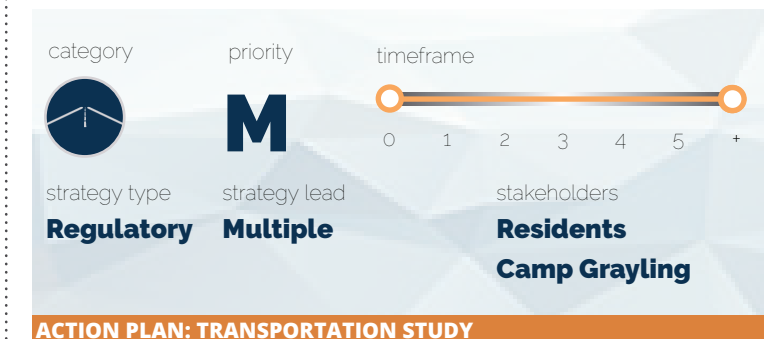 category priority timeframe
M
0 1 2 3 4 5 +
strategy type strategy lead stakeholders
Regulatory Multiple Residents
Camp Grayling
ACTION PLAN: TRANSPORTATION STUDY